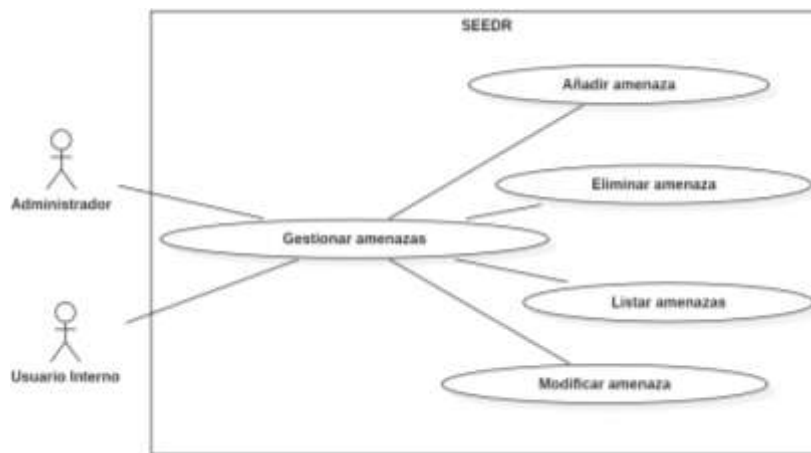 SEEDR
Añadir amenaza
Administrador
Eliminar amenaza
Gestionar amenazas
Listar amenazas
Usuario Interno
Modificar amenaza